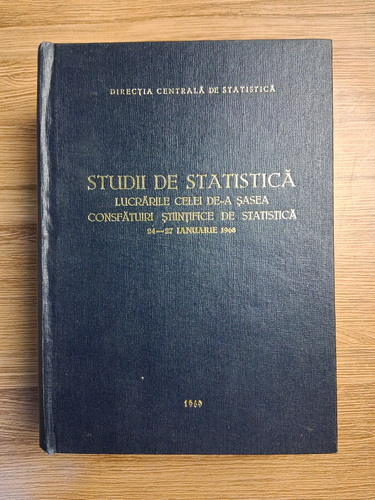 DIRECȚIA CENTRALĂ DE STATISTICĂ
STUDII DE STATISTICĂ
LUCRĂRILE CELEI DE-A ȘASEA
CONSFĂTUIRI ȘTIINȚIFICE DE STATISTICĂ
24—27 IANUARIE 1968
1969